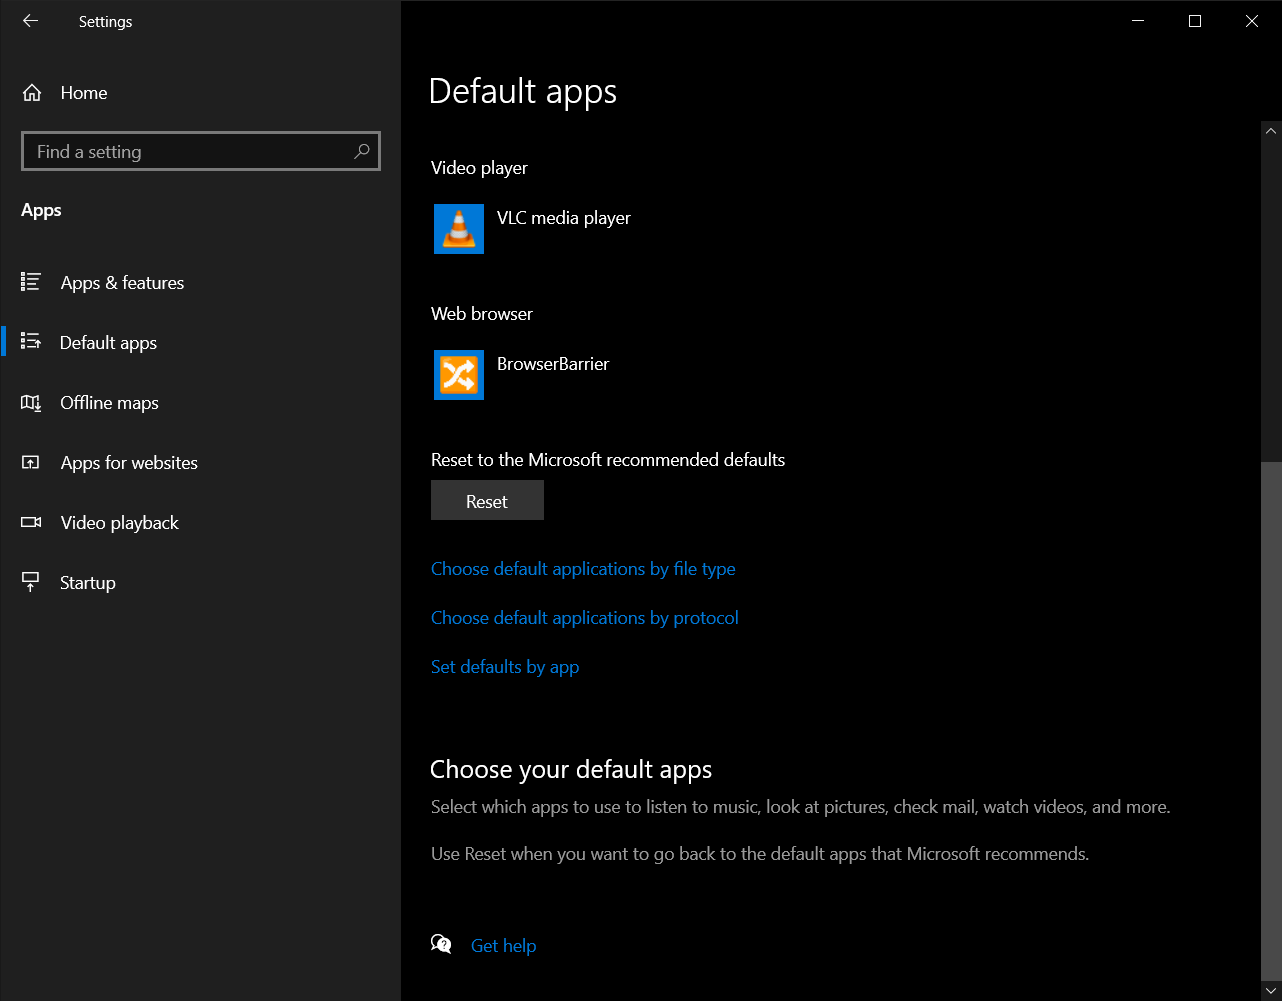 Settings
Home
Find a setting
Apps
Apps & features
Default apps
Offline maps
Apps for websites
Video playback
Startup
Default apps
Video player
VLC media player
Web browser
BrowserBarrier
Reset to the Microsoft recommended defaults
Reset
Choose default applications by file type
Choose default applications by protocol
Set defaults by app
Choose your default apps
Select which apps to use to listen to music, look at pictures, check mail, watch videos, and more.
Use Reset when you want to go back to the default apps that Microsoft recommends.
Get help